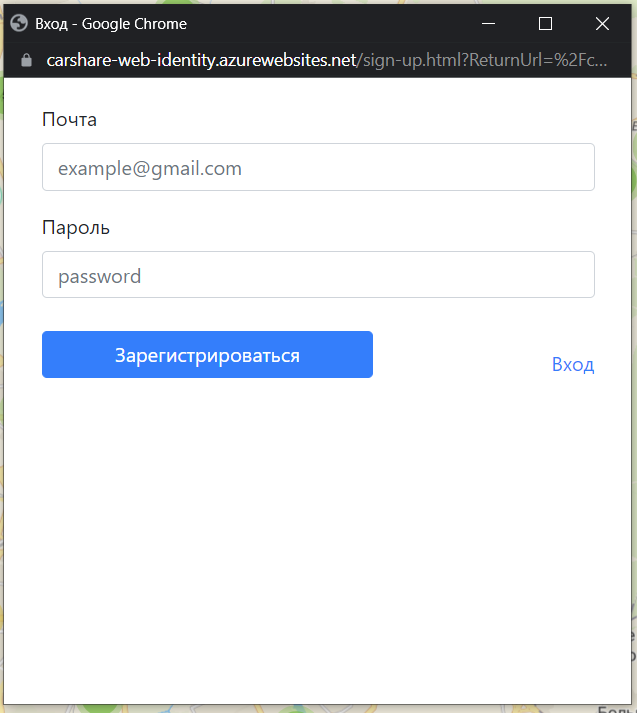 Вход - Google Chrome
carshare-web-identity.azurewebsites.net/sign-up.html?ReturnUrl=%2Fc...
Почта
example@gmail.com
Пароль
password
Зарегистрироваться
Вход